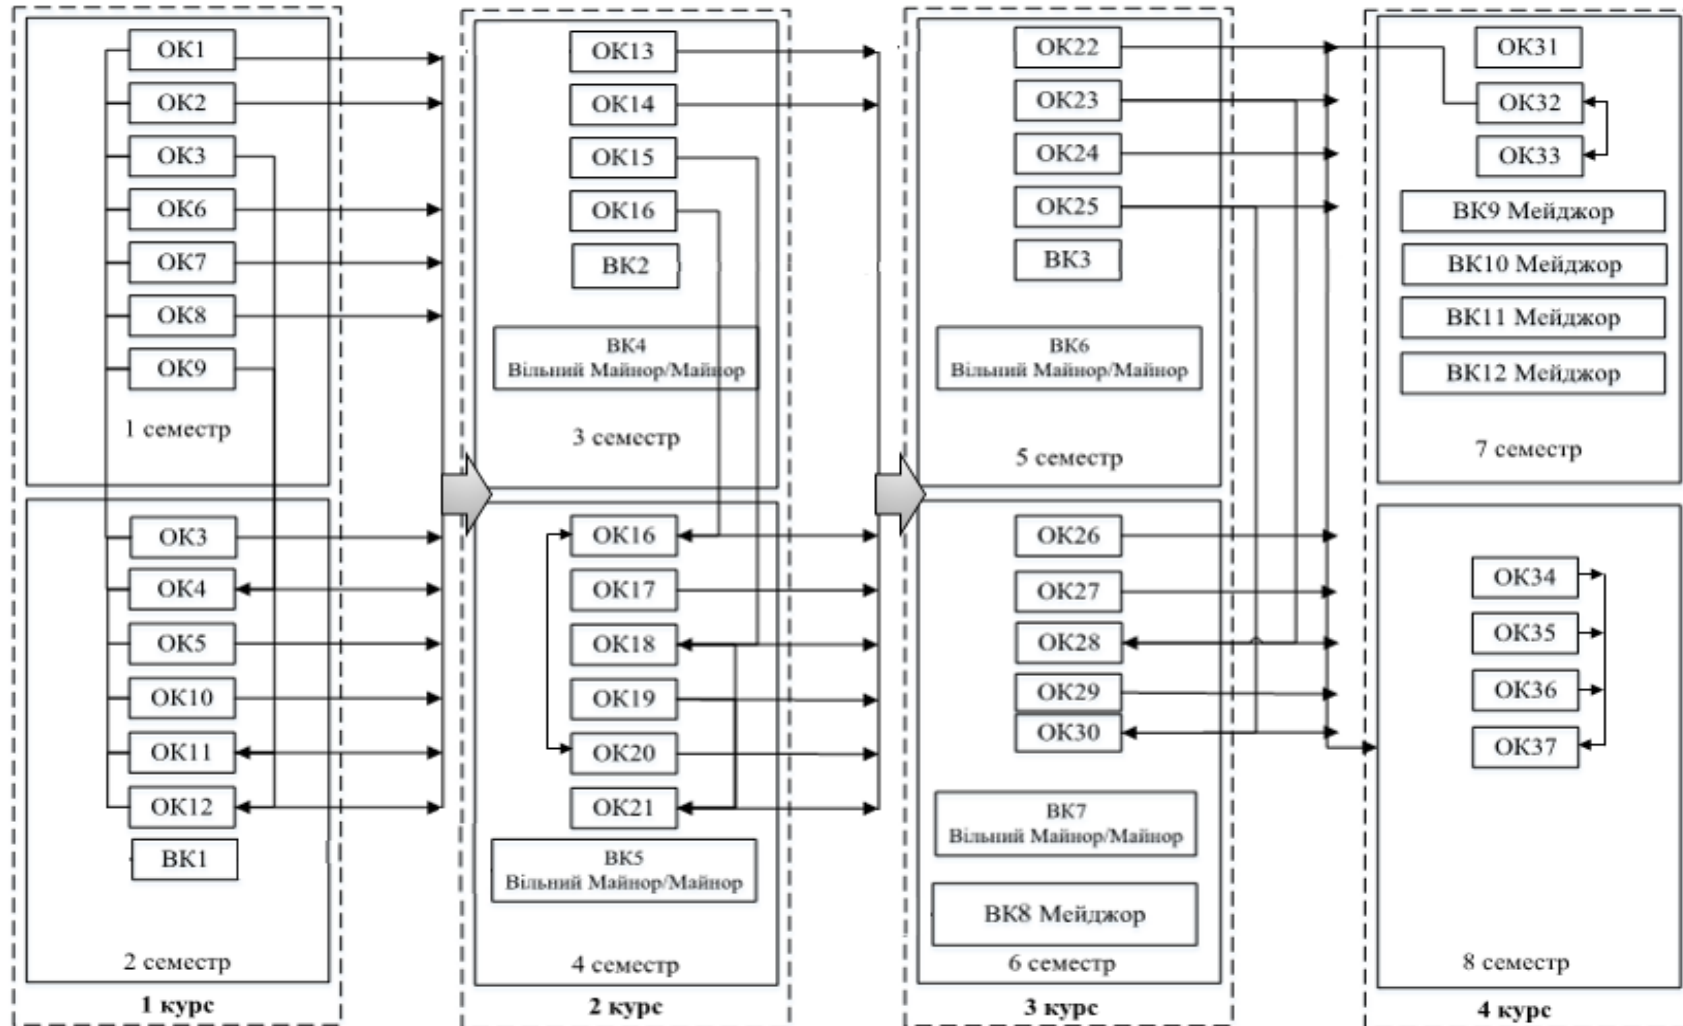 ОК1
ОК2
ОК3
ОК6
ОК7
ОК8
ОК9
1 семестр
ОК3
ОК4
ОК5
ОК10
ОК11
ОК12
ВК1
2 семестр
1 курс
ОК13
ОК14
ОК15
ОК16
ВК2
ВК4
Вільний Майнор/Майнор
3 семестр
ОК16
ОК17
ОК18
ОК19
ОК20
ОК21
ВК5
Вільний Майнор/Майнор
4 семестр
2 курс
ОК22
ОК23
ОК24
ОК25
ВК3
ВК6
Вільний Майнор/Майнор
5 семестр
ОК26
ОК27
ОК28
ОК29
ОК30
ВК7
Вільний Майнор/Майнор
ВК8 Мейджор
6 семестр
3 курс
ОК31
ОК32
ОК33
ВК9 Мейджор
ВК10 Мейджор
ВК11 Мейджор
ВК12 Мейджор
7 семестр
ОК34
ОК35
ОК36
ОК37
8 семестр
4 курс